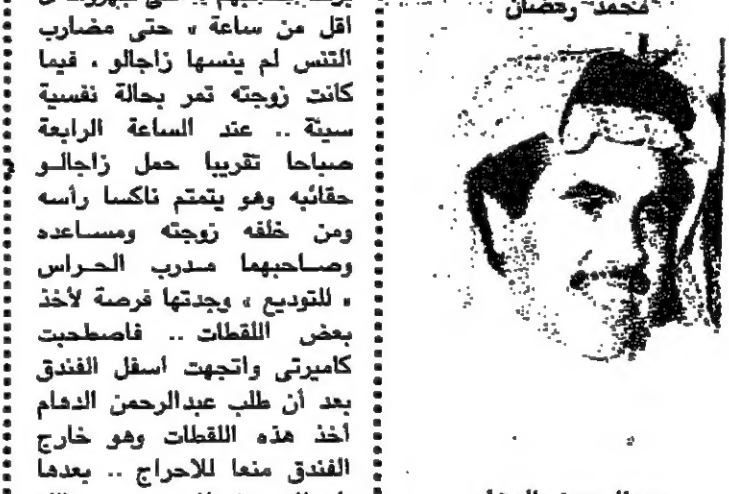 اقل من ساعة « حتى مضارب
التنس لم ينسها زاجالو . فيما
كانت زوجته تمر بحالة نفسية
سيئة .. عند الساعة الرابعة
صباحا تقريبا حمل زاجالو
حقائبه وهو يتمتم ناكسا رأسه
ومن خلفه زوجته ومساعده
وصاحبهما مدرب الحراس
« للتوديع » وجدتها فرصة لأخذ
بعض اللقطات .. فاصطحبت
كاميرتى واتجهت اسفل الفندق
بعد أن طلب عبدالرحمن الدهام
أخذ هذه اللقطات وهو خارج
الفندق منعا للاحراج .. بعدها
محمد رمضان